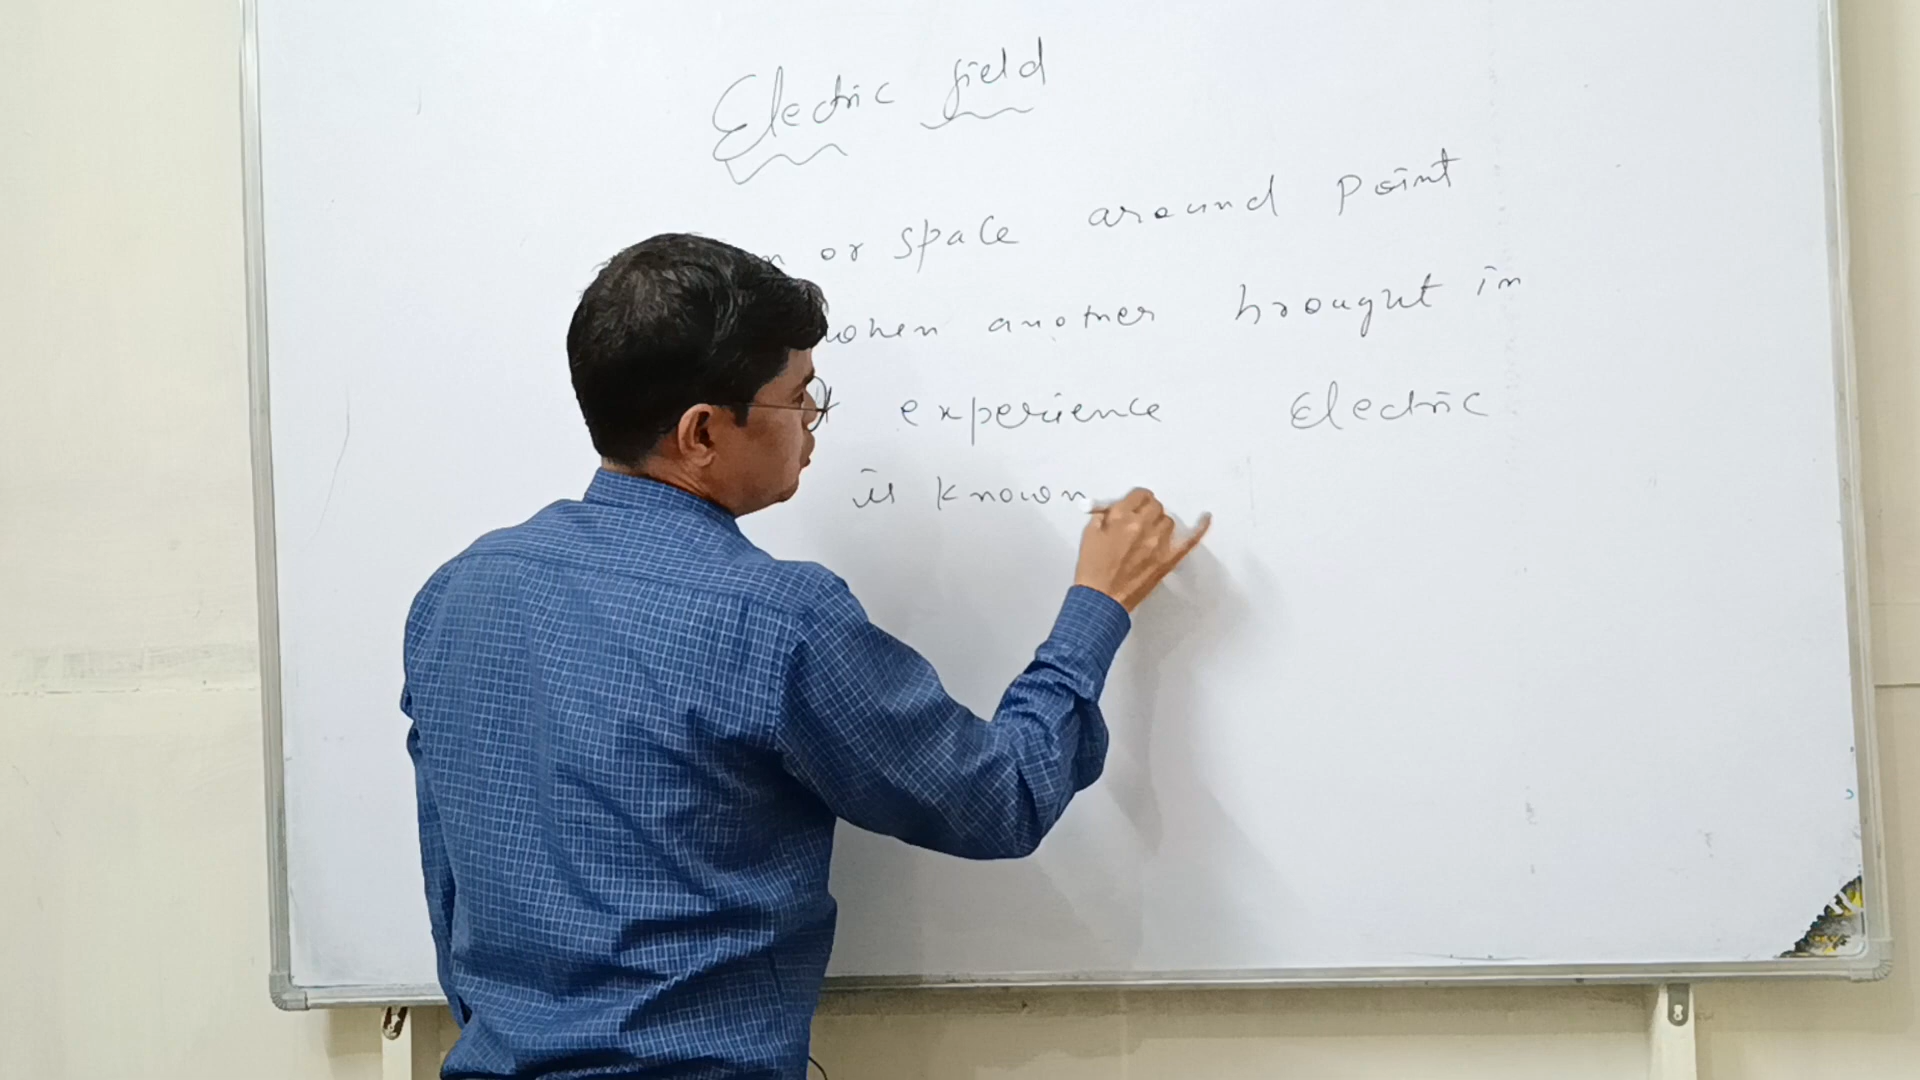 Electric field
or space around point
when another brought in
experience Electric
is known